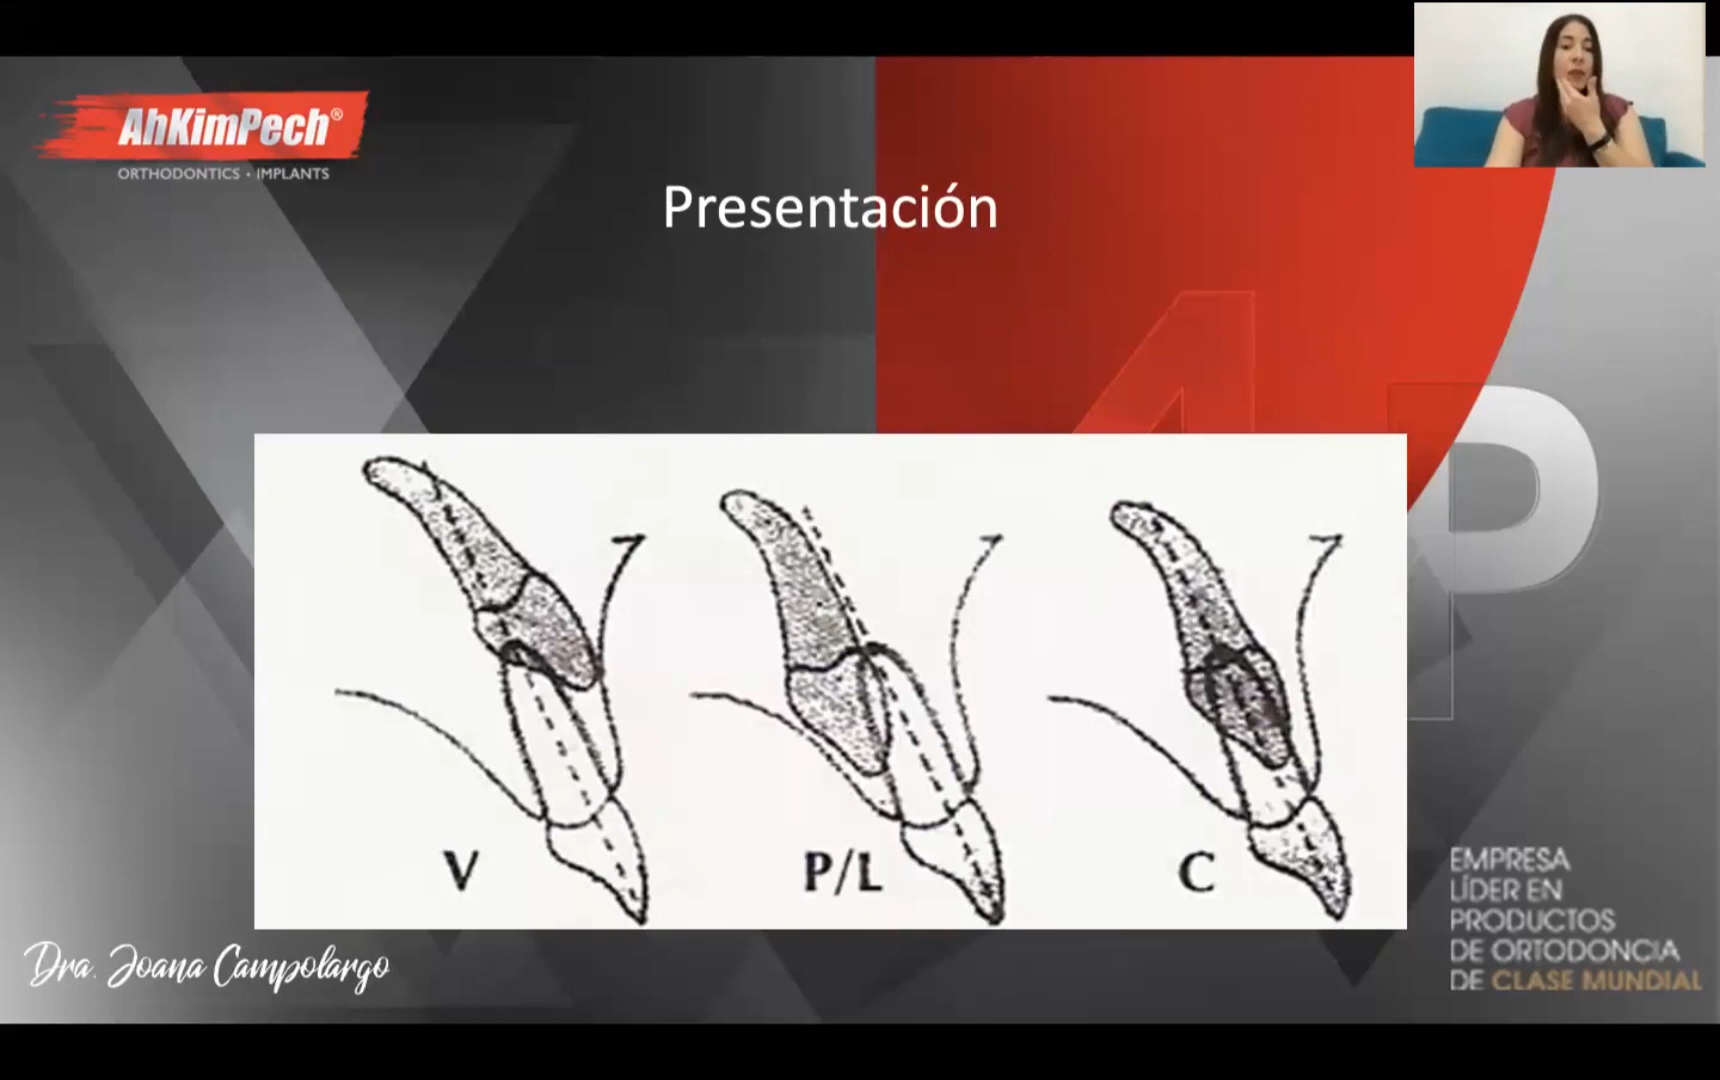 AhKimPech®
ORTHODONTICS • IMPLANTS
Presentación
V
P/L
C
P
Dra. Joana Campolargo
EMPRESA
LÍDER EN
PRODUCTOS
DE ORTODONCIA
DE CLASE MUNDIAL